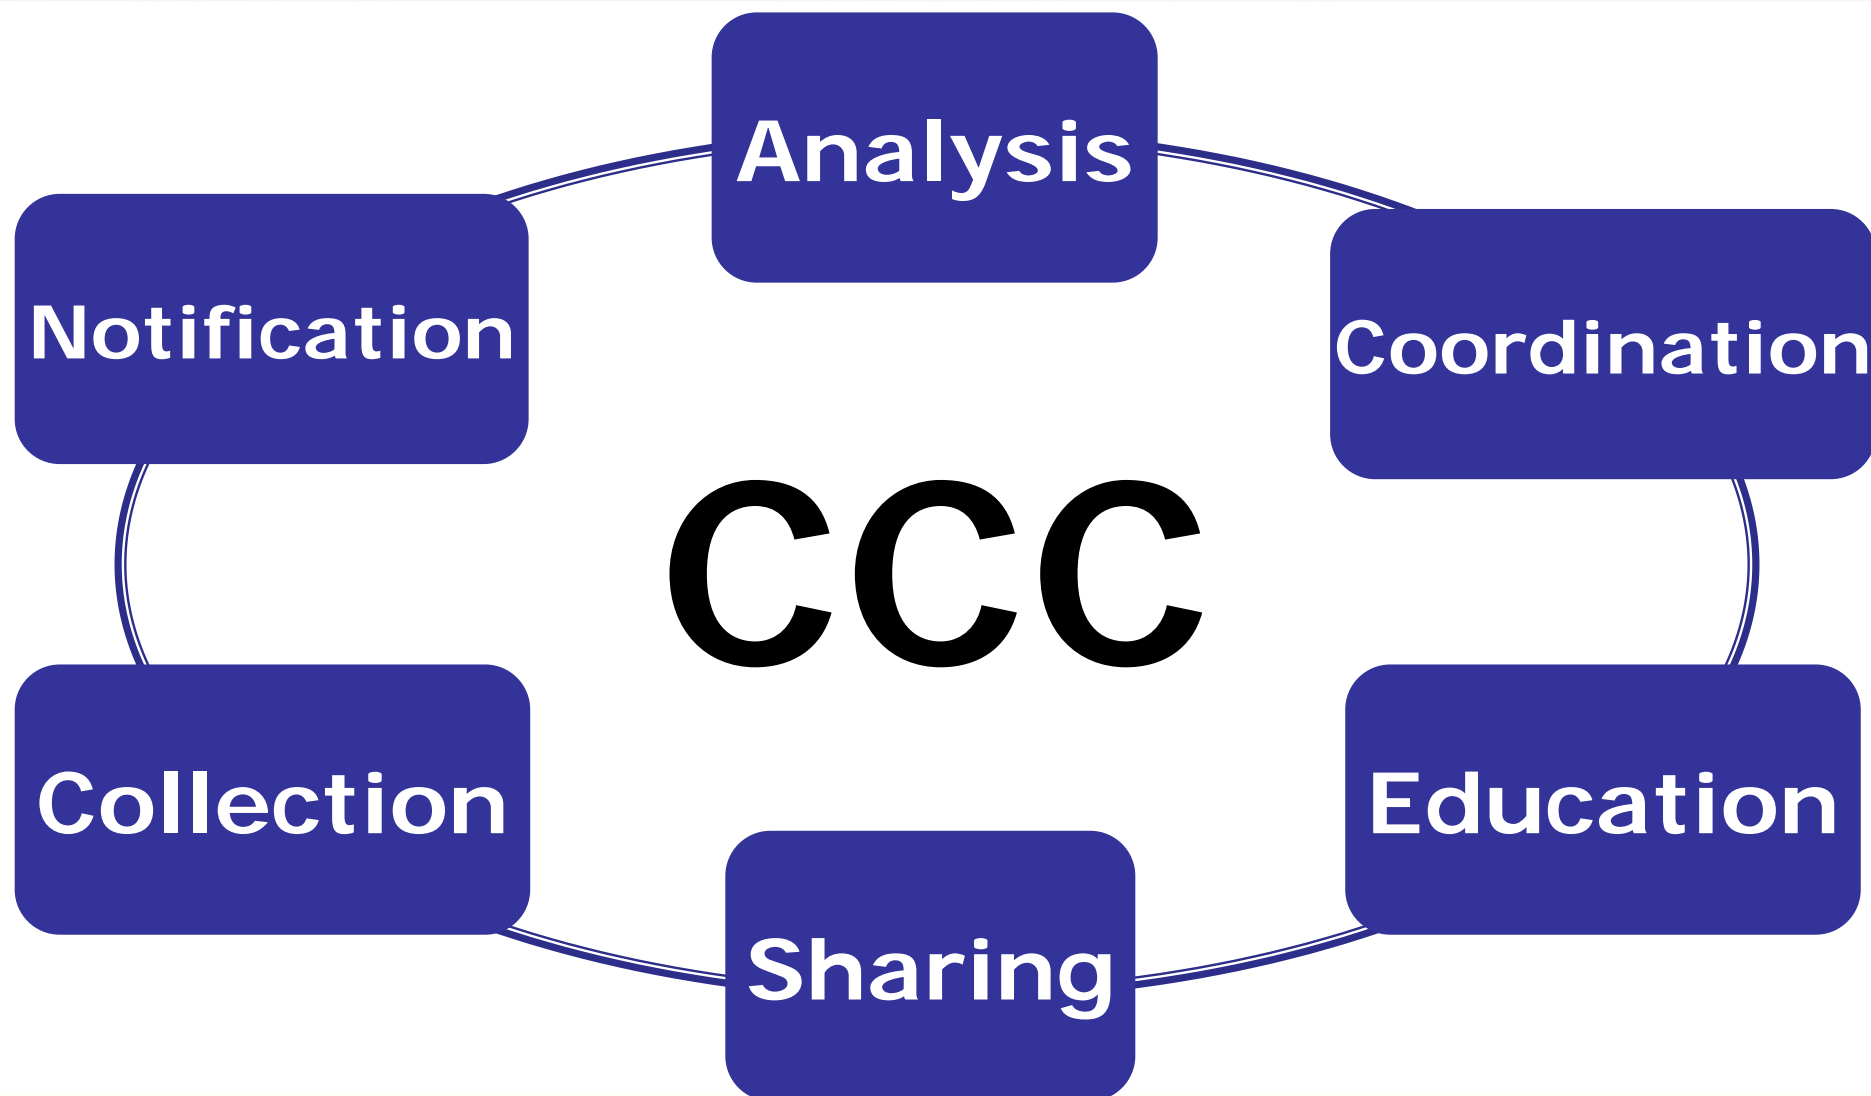 Analysis
Notification
Coordination
CCC
Collection
Education
Sharing